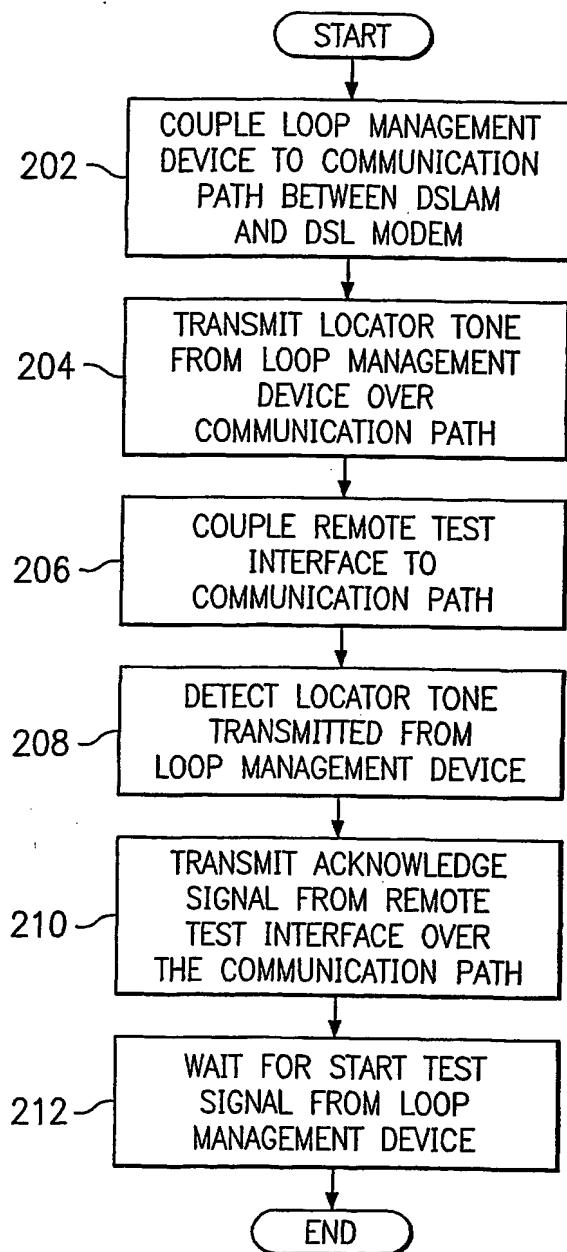 START
202
COUPLE LOOP MANAGEMENT
DEVICE TO COMMUNICATION
PATH BETWEEN DSLAM
AND DSL MODEM
204
TRANSMIT LOCATOR TONE
FROM LOOP MANAGEMENT
DEVICE OVER
COMMUNICATION PATH
206
COUPLE REMOTE TEST
INTERFACE TO
COMMUNICATION PATH
208
DETECT LOCATOR TONE
TRANSMITTED FROM
LOOP MANAGEMENT DEVICE
210
TRANSMIT ACKNOWLEDGE
SIGNAL FROM REMOTE
TEST INTERFACE OVER
THE COMMUNICATION PATH
212
WAIT FOR START TEST
SIGNAL FROM LOOP
MANAGEMENT DEVICE
END